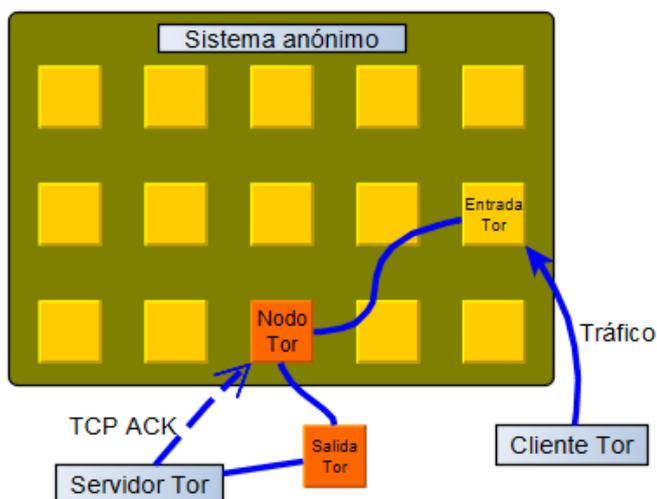 Sistema anónimo
Entrada
Tor
Nodo
Tor
Tráfico
TCP ACK
Salida
Tor
Cliente Tor
Servidor Tor